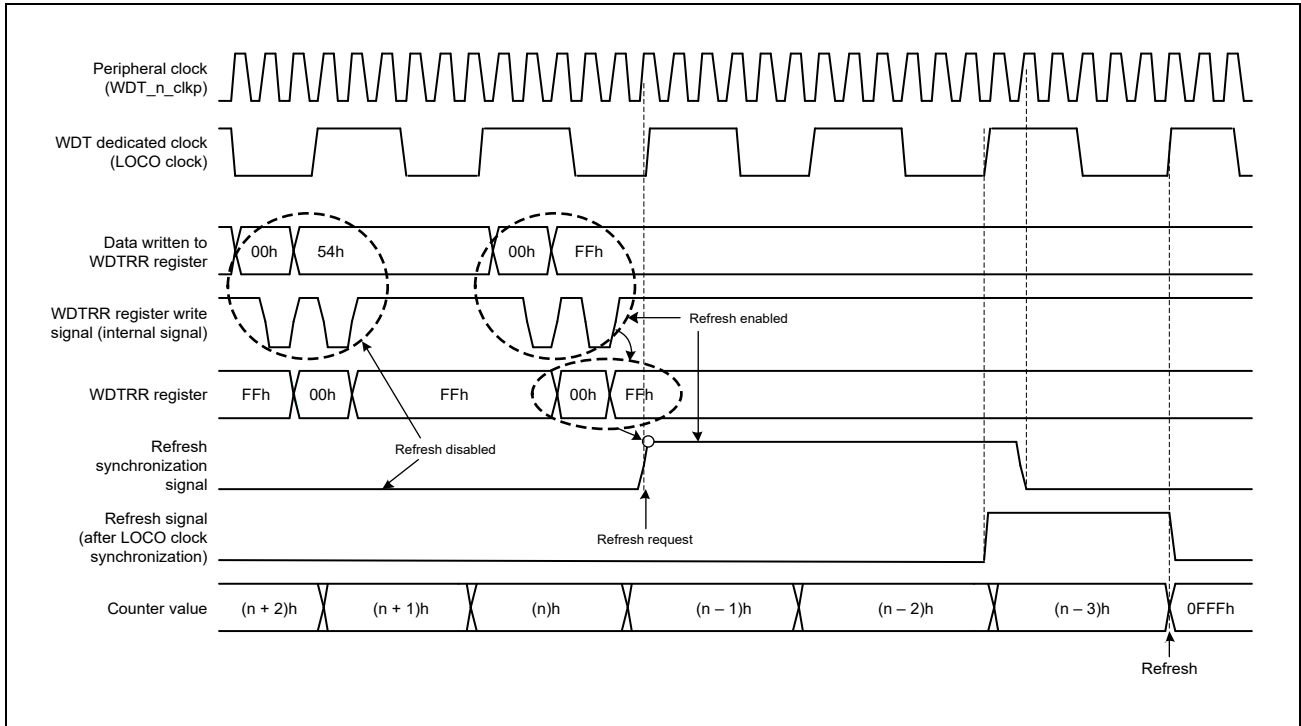 Peripheral clock
(WDT_n_clkp)
WDT dedicated clock
(LOCO clock)
Data written to
WDTRR register
00h
54h
00h
FFh
WDTRR register write
signal (internal signal)
Refresh enabled
WDTRR register
FFh
00h
FFh
00h
FFh
Refresh disabled
Refresh
synchronization
signal
Refresh signal
(after LOCO clock
synchronization)
Refresh request
Counter value
(n + 2)h
(n + 1)h
(n)h
(n – 1)h
(n – 2)h
(n – 3)h
0FFFh
Refresh